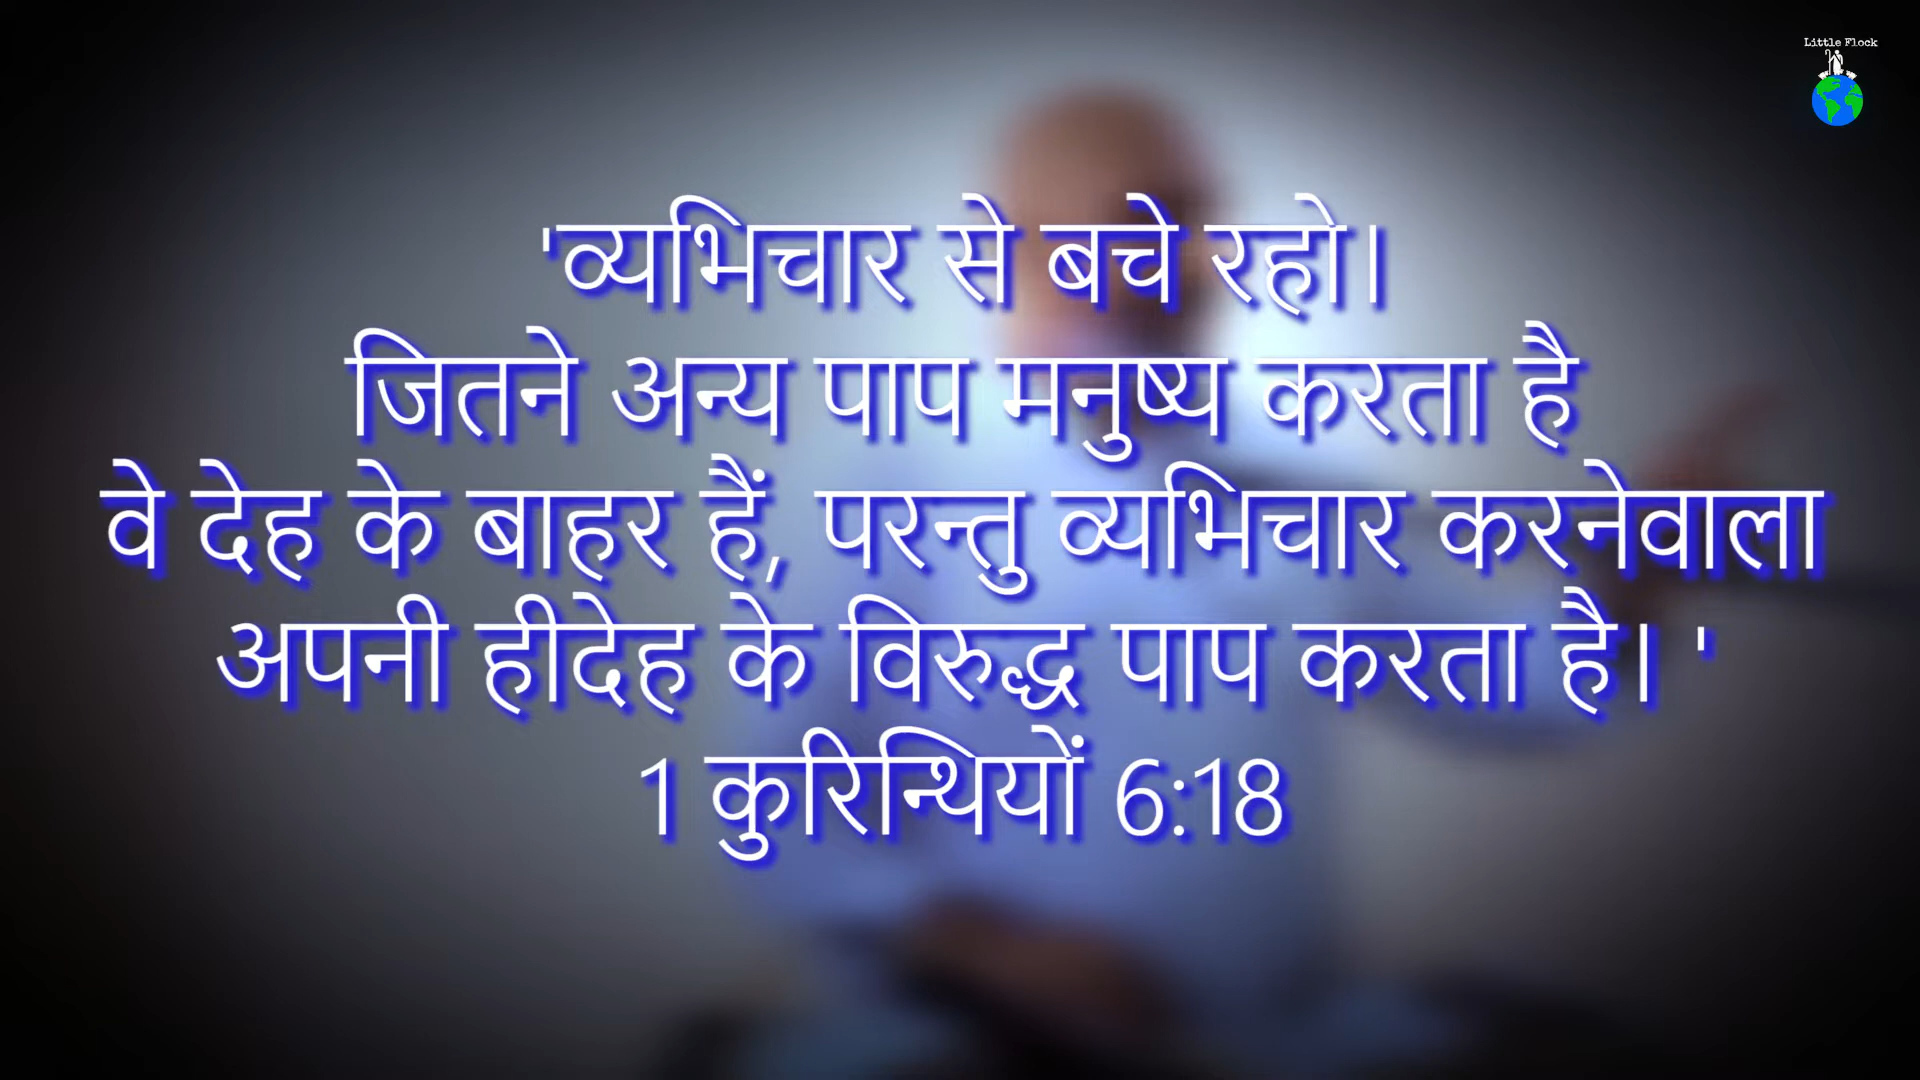 Little Flock
'व्यभिचार से बचे रहो।
जितने अन्य पाप मनुष्य करता है
वे देह के बाहर हैं, परन्तु व्यभिचार करनेवाला
अपनी हीदेह के विरुद्ध पाप करता है। '
1 कुरिन्थियों 6:18